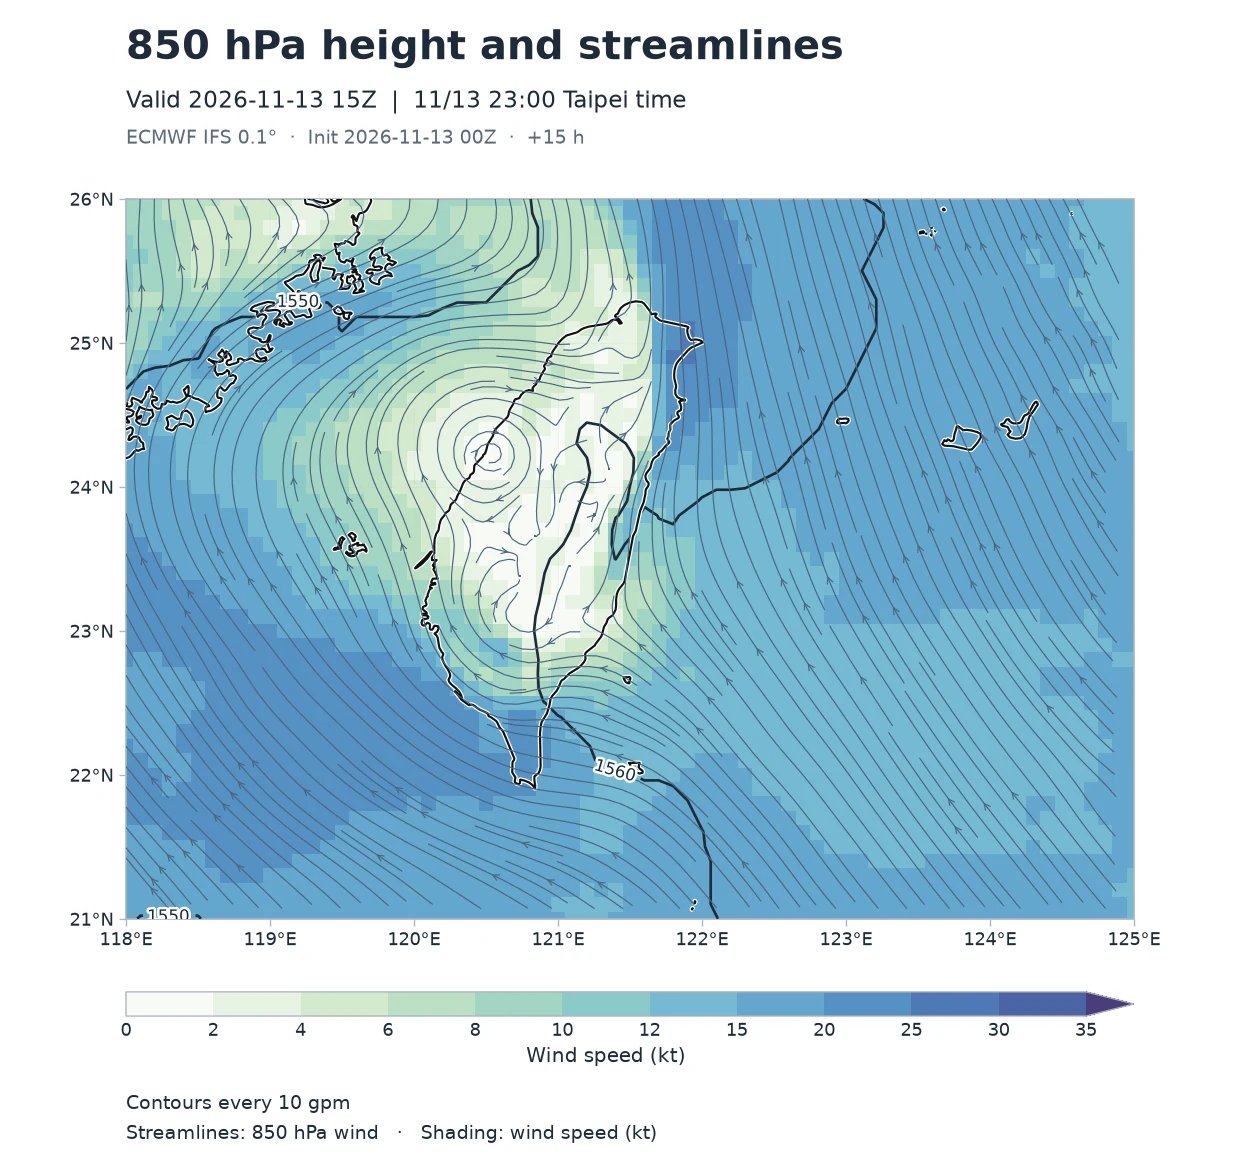 850 hPa height and streamlines
Valid 2026-11-13 15Z | 11/13 23:00 Taipei time
ECMWF IFS 0.1° · Init 2026-11-13 00Z · +15 h
26°N
25°N
24°N
23°N
22°N
21°N
1550
1560
1550
118°E 119°E 120°E 121°E 122°E 123°E 124°E 125°E
0 2 4 6 8 10 12 15 20 25 30 35
Wind speed (kt)
Contours every 10 gpm
Streamlines: 850 hPa wind · Shading: wind speed (kt)